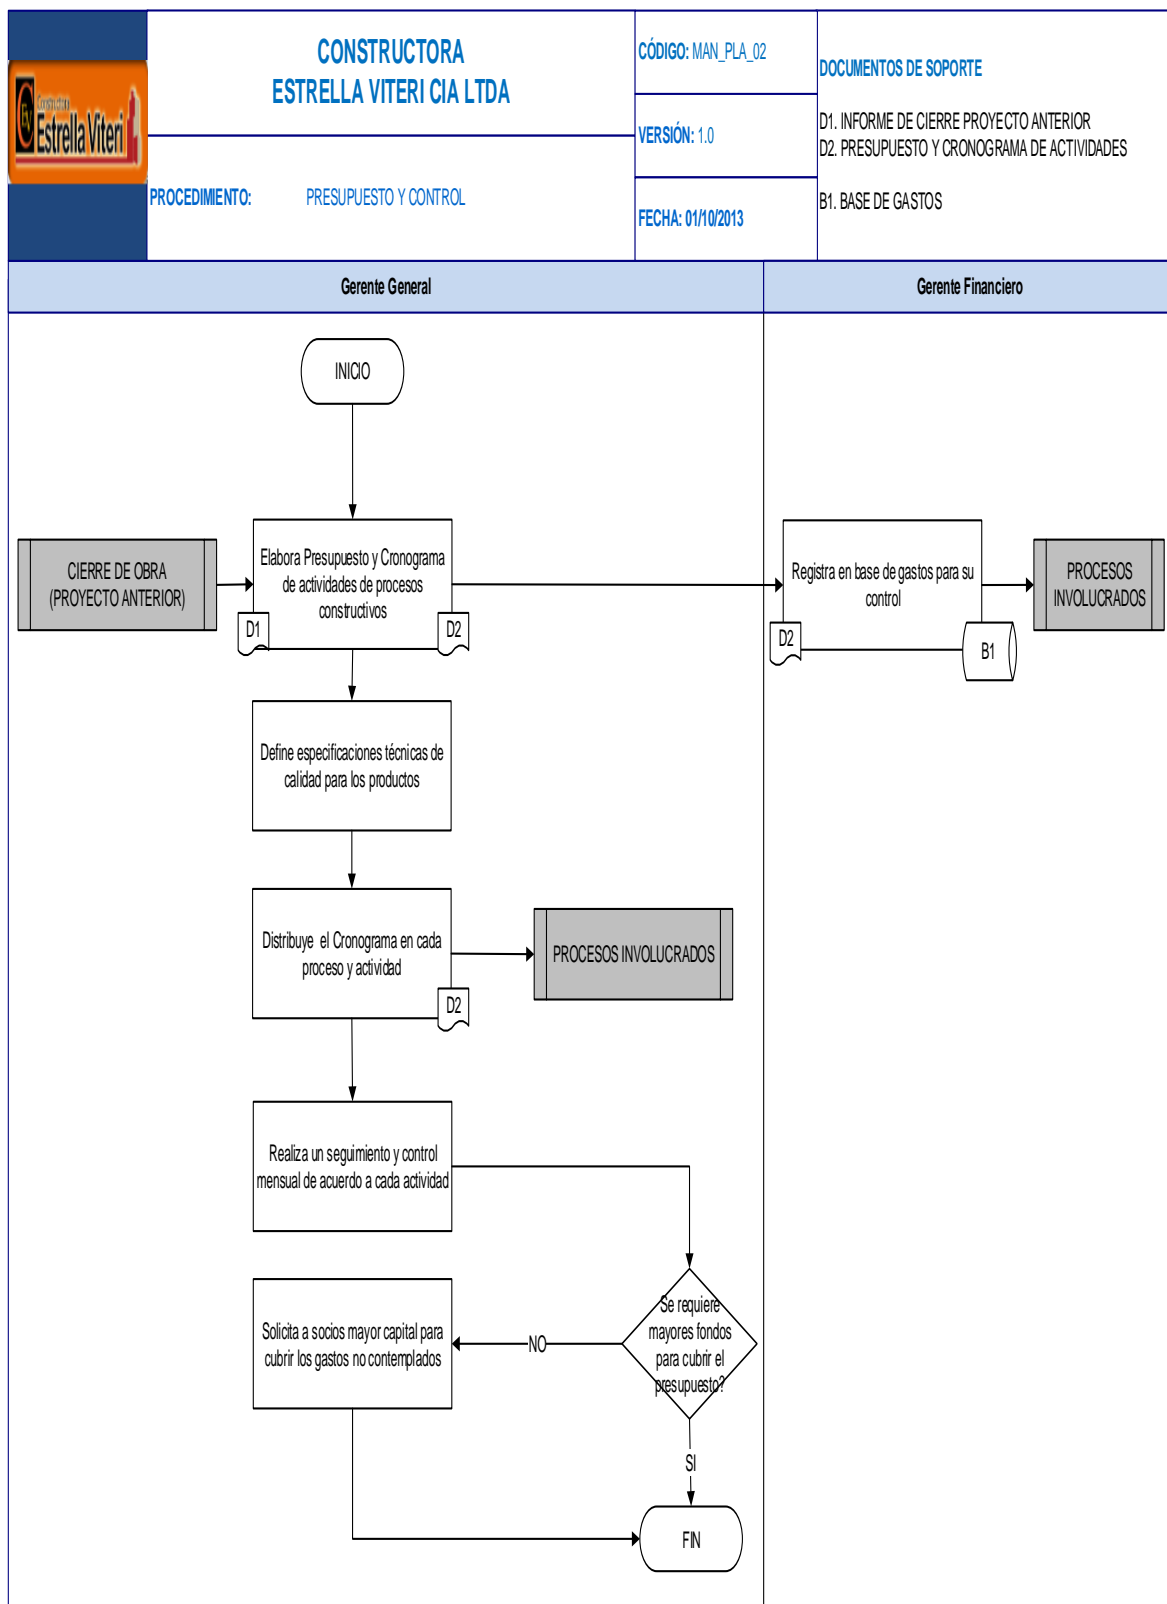 CONSTRUCTORA
ESTRELLA VITERI CIA LTDA
CÓDIGO: MAN_PLA_02
DOCUMENTOS DE SOPORTE
Constructora
Estrella Viteri
VERSIÓN: 1.0
D1. INFORME DE CIERRE PROYECTO ANTERIOR
D2. PRESUPUESTO Y CRONOGRAMA DE ACTIVIDADES
PROCEDIMIENTO: PRESUPUESTO Y CONTROL
FECHA: 01/10/2013
B1. BASE DE GASTOS
Gerente General
Gerente Financiero
INICIO
CIERRE DE OBRA
(PROYECTO ANTERIOR)
Elabora Presupuesto y Cronograma
de actividades de procesos
constructivos
D1
D2
Registra en base de gastos para su
control
D2
B1
PROCESOS
INVOLUCRADOS
Define especificaciones técnicas de
calidad para los productos
Distribuye el Cronograma en cada
proceso y actividad
D2
PROCESOS INVOLUCRADOS
Realiza un seguimiento y control
mensual de acuerdo a cada actividad
Se requiere
mayores fondos
para cubrir el
presupuesto?
NO
Solicita a socios mayor capital para
cubrir los gastos no contemplados
SI
FIN